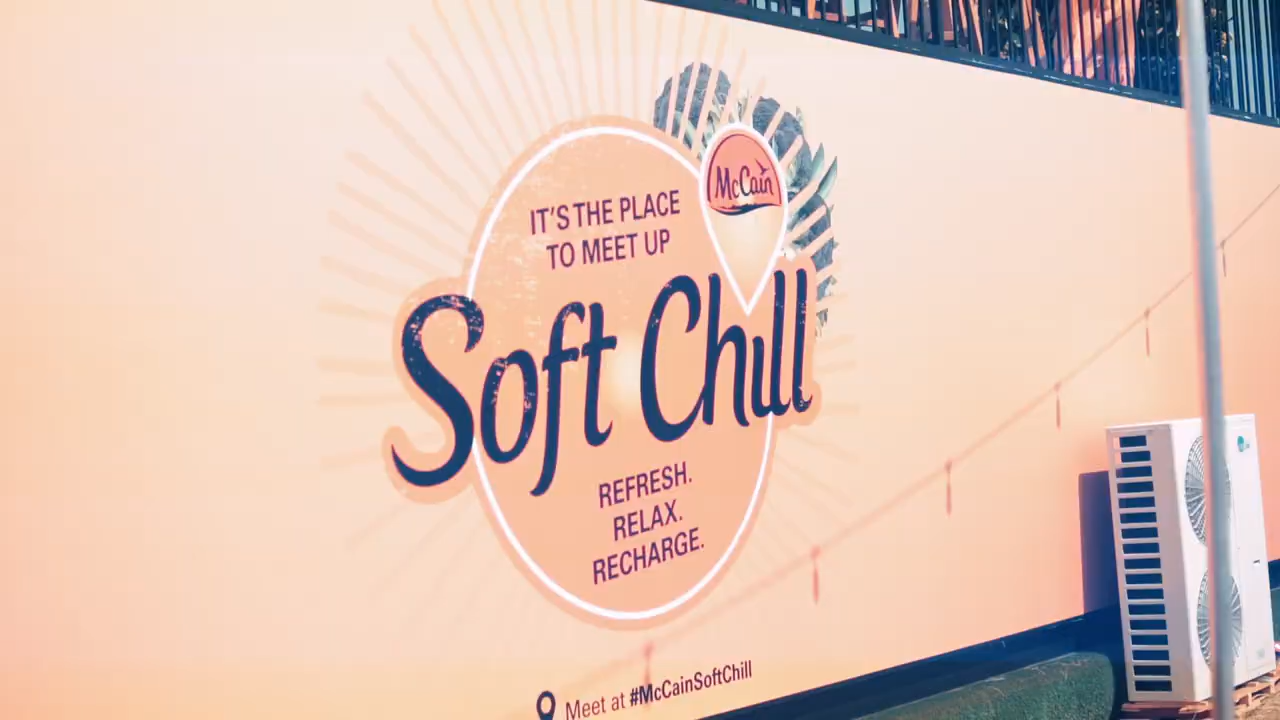 McCain
IT'S THE PLACE
TO MEET UP
Soft Chill
REFRESH.
RELAX.
RECHARGE.
Meet at #McCainSoftChill